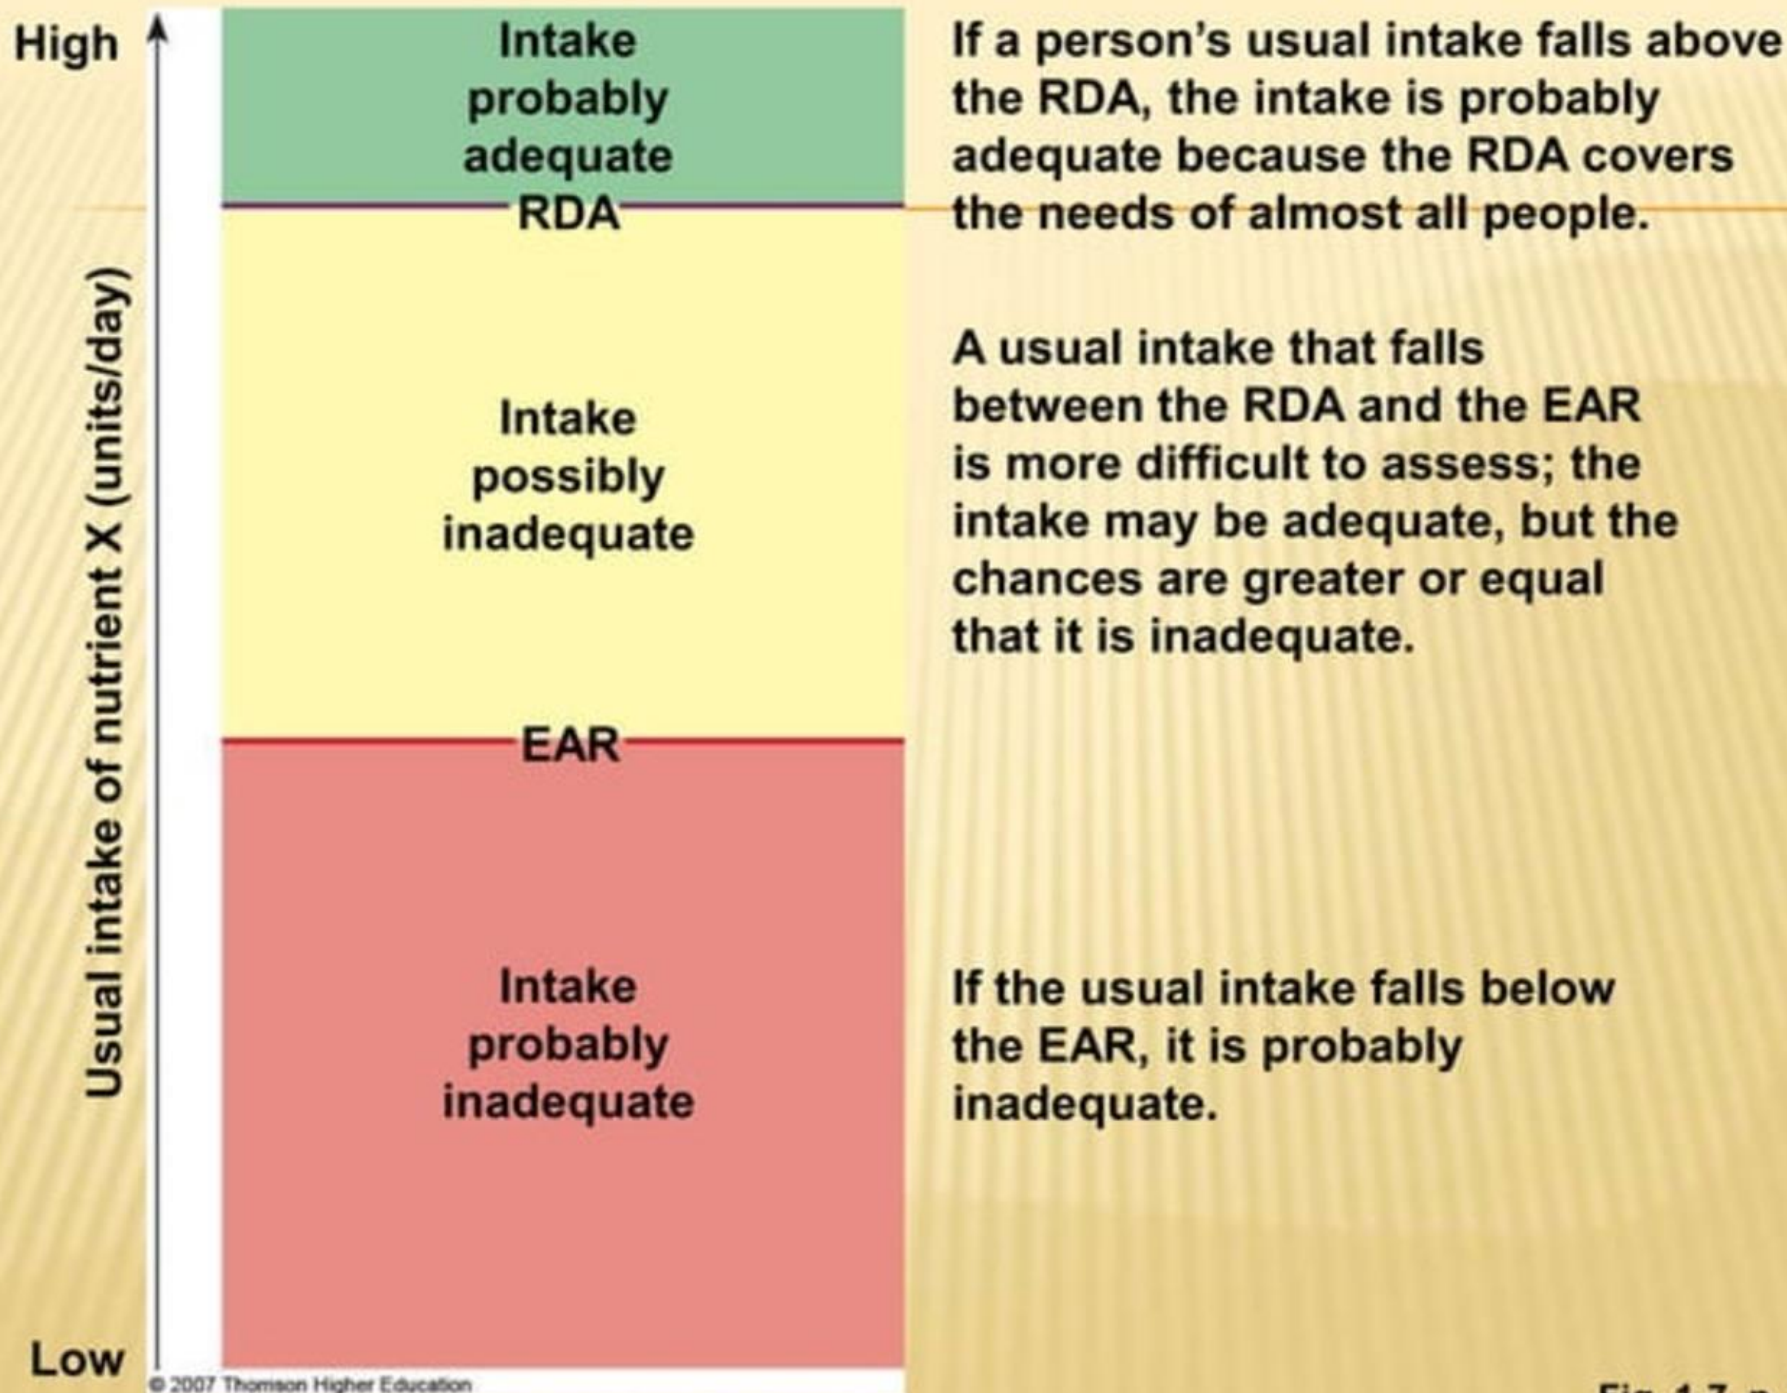 High
Intake
probably
adequate
RDA
If a person's usual intake falls above
the RDA, the intake is probably
adequate because the RDA covers
the needs of almost all people.
Usual intake of nutrient X (units/day)
Intake
possibly
inadequate
A usual intake that falls
between the RDA and the EAR
is more difficult to assess; the
intake may be adequate, but the
chances are greater or equal
that it is inadequate.
EAR
Intake
probably
inadequate
If the usual intake falls below
the EAR, it is probably
inadequate.
Low
© 2007 Thomson Higher Education